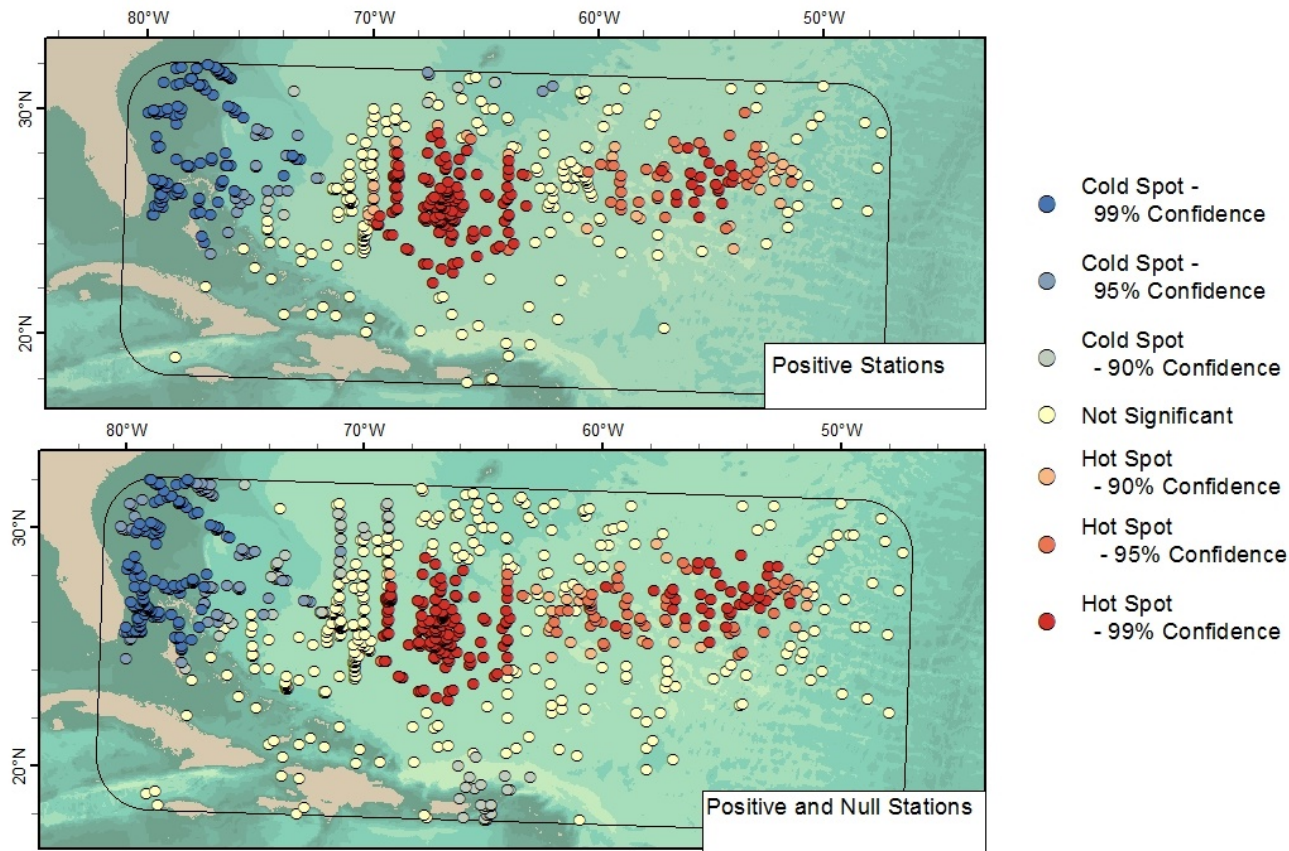 80°W 70°W 60°W 50°W
30°N
20°N
Positive Stations
80°W 70°W 60°W 50°W
30°N
20°N
Positive and Null Stations
Cold Spot -
99% Confidence
Cold Spot -
95% Confidence
Cold Spot
- 90% Confidence
Not Significant
Hot Spot
- 90% Confidence
Hot Spot
- 95% Confidence
Hot Spot
- 99% Confidence